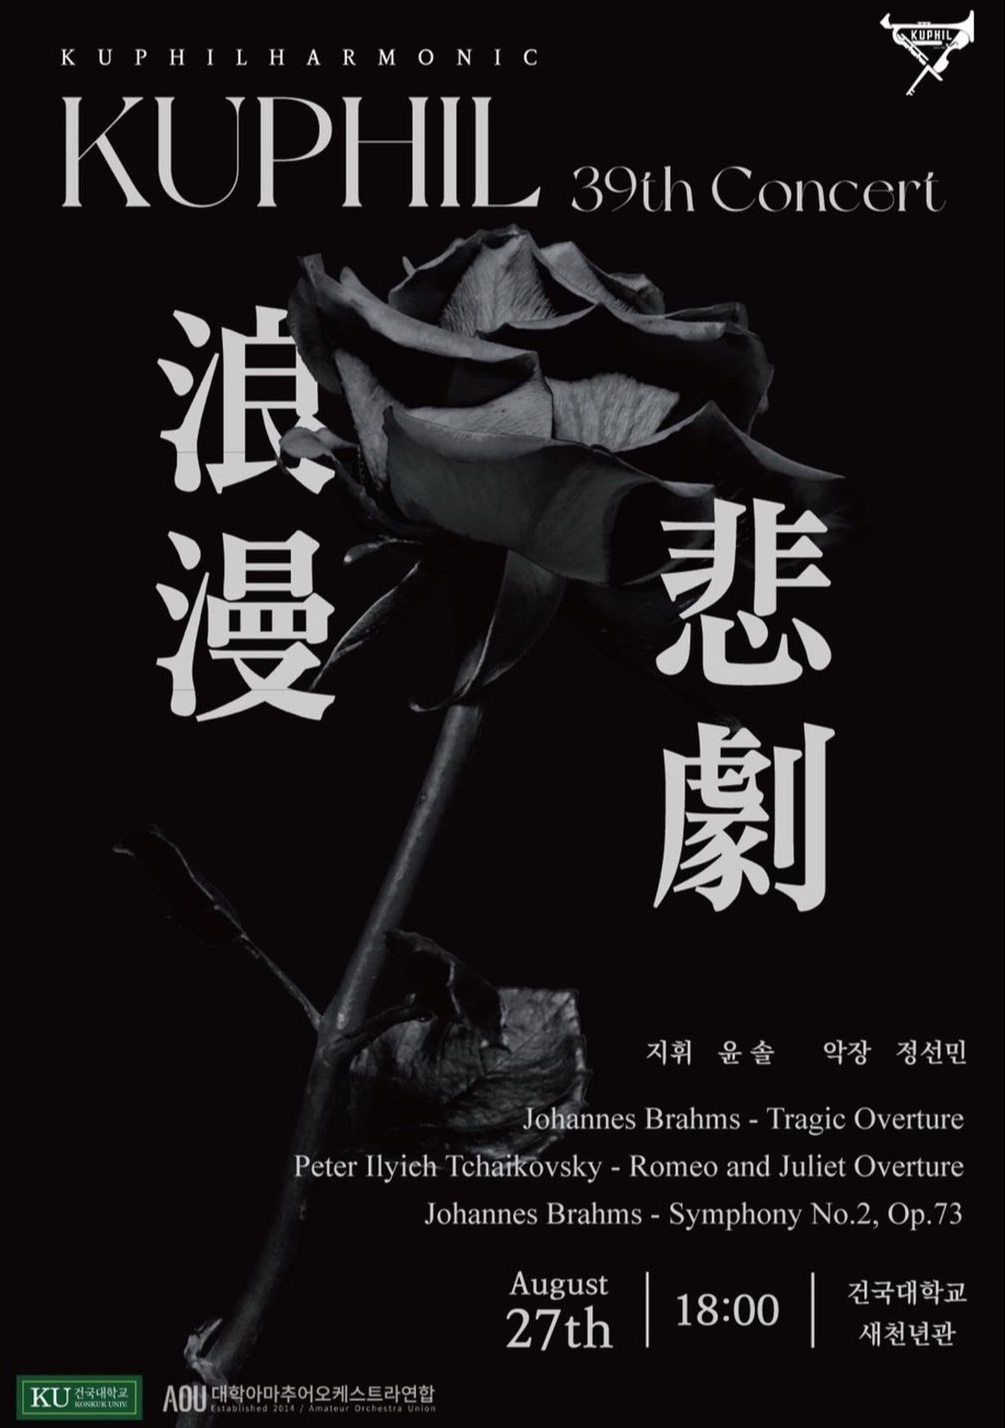 KUPHILHARMONIC
KUPHIL 39th Concert
KUPHIL
浪漫
悲劇
지휘 윤솔 악장 정선민
Johannes Brahms - Tragic Overture
Peter Ilyich Tchaikovsky - Romeo and Juliet Overture
Johannes Brahms - Symphony No.2, Op.73
August
27th
18:00
건국대학교
새천년관
KU 건국대학교
KONKUK UNIV.
AOU 대학아마추어오케스트라연합
Established 2014 / Amateur Orchestra Union